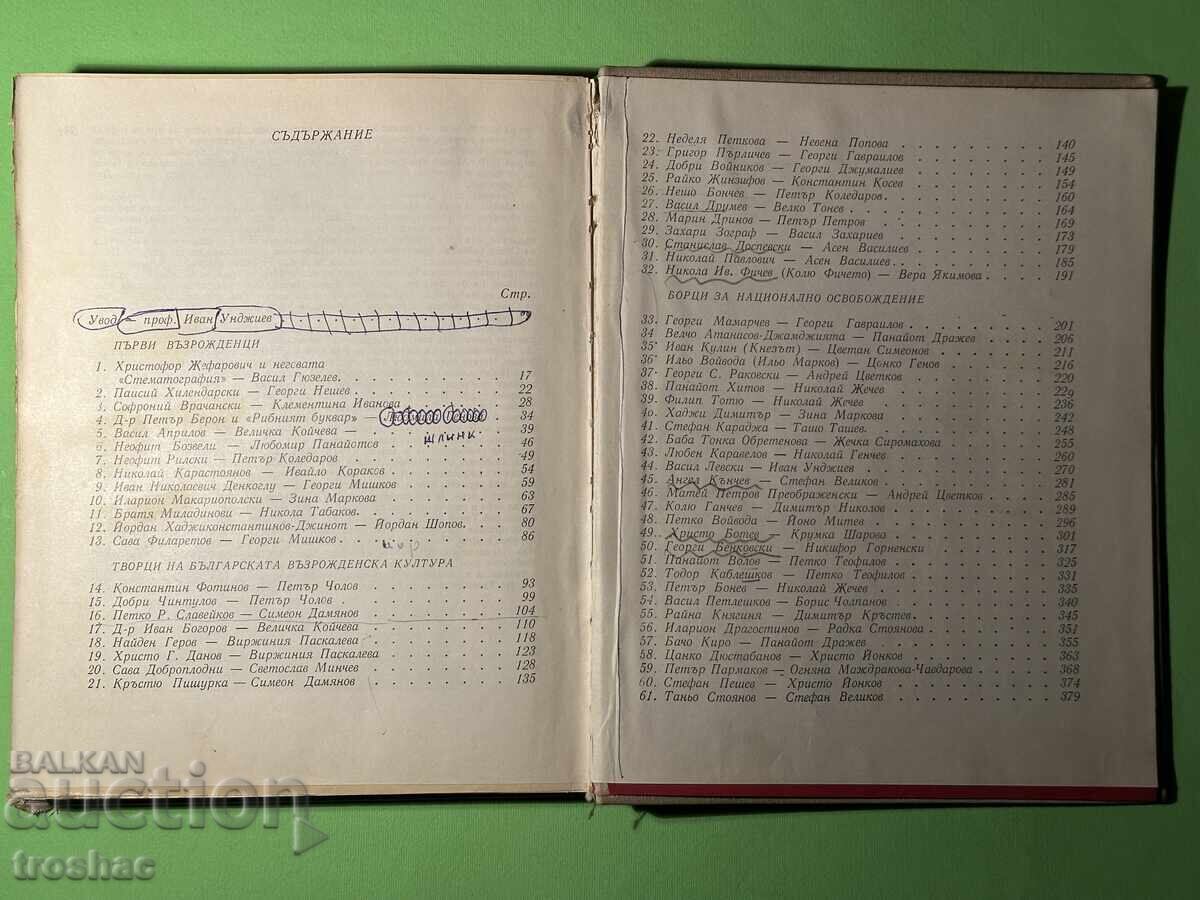 СЪДЪРЖАНИЕ
Стр.
Увод — проф. Иван Унджиев
ПЪРВИ ВЪЗРОЖДЕНЦИ
1. Христофор Жефарович и неговата
«Стематография» — Васил Гюзелев. 17
2. Паисий Хилендарски — Георги Нешев. 22
3. Софроний Врачански — Клементина Иванова 28
4. Д-р Петър Берон и «Рибният буквар» — 34
5. Васил Априлов — Величка Койчева — 39
6. Неофит Бозвели — Любомир Панайотов 46
7. Неофит Рилски — Петър Коледаров 49
8. Николай Карастоянов — Ивайло Кораков 54
9. Иван Николаевич Денкоглу — Георги Мишков 59
10. Иларион Макариополски — Зина Маркова 63
11. Братя Миладинови — Никола Табаков. 67
12. Йордан Хаджиконстантинов-Джинот — Йордан Шопов. 80
13. Сава Филаретов — Георги Мишков 86
ТВОРЦИ НА БЪЛГАРСКАТА ВЪЗРОЖДЕНСКА КУЛТУРА
14. Константин Фотинов — Петър Чолов 93
15. Добри Чинтулов — Петър Чолов 99
16. Петко Р. Славейков — Симеон Дамянов 104
17. Д-р Иван Богоров — Величка Койчева 110
18. Найден Геров — Виржиния Паскалева 118
19. Христо Г. Данов — Виржиния Паскалева 123
20. Сава Доброплодни — Светослав Минчев 128
21. Кръстю Пишурка — Симеон Дамянов 135
22. Неделя Петкова — Невена Попова 140
23. Григор Пърличев — Георги Гавраилов 145
24. Добри Войников — Георги Джумалиев 149
25. Райко Жинзифов — Константин Косев 154
26. Нешо Бончев — Петър Коледаров. 160
27. Васил Друмев — Велко Тонев 164
28. Марин Дринов — Петър Петров 169
29. Захари Зограф — Васил Захариев 173
30. Станислав Доспевски — Асен Василиев 179
31. Николай Павлович — Асен Василиев. 185
32. Никола Ив. Фичев (Колю Фичето) — Вера Якимова 191
БОРЦИ ЗА НАЦИОНАЛНО ОСВОБОЖДЕНИЕ
33. Георги Мамарчев — Георги Гавраилов 201
34 Велчо Атанасов-Джамджията — Панайот Дражев 206
35. Иван Кулин (Кнезът) — Цветан Симеонов 211
36. Ильо Войвода (Ильо Марков) — Цонко Генов 216
37. Георги С. Раковски — Андрей Цветков 220
38. Панайот Хитов — Николай Жечев 229
39. Филип Тотю — Николай Жечев 236
40. Хаджи Димитър — Зина Маркова 242
41. Стефан Караджа — Ташо Ташев. 248
42. Баба Тонка Обретенова — Жечка Сиромахова 255
43. Любен Каравелов — Николай Генчев 260
44. Васил Левски — Иван Унджиев 270
45. Ангел Кънчев — Стефан Великов 281
46. Матей Петров Преображенски — Андрей Цветков 285
47. Колю Ганчев — Димитър Николов 289
48. Петко Войвода — Йоно Митев 296
49. Христо Ботев — Крумка Шарова 301
50. Георги Бенковски — Никифор Горненски 317
51. Панайот Волов — Петко Теофилов 325
52. Тодор Каблешков — Петко Теофилов 331
53. Петър Бонев — Николай Жечев 335
54. Васил Петлешков — Борис Чолпанов 340
55. Райна Княгиня — Димитър Кръстев. 345
56. Иларион Драгостинов — Радка Стоянова 351
57. Бачо Киро — Панайот Дражев 355
58. Цанко Дюстабанов — Христо Йонков 363
59. Петър Пармаков — Огняна Маждракова-Чавдарова 368
60. Стефан Пешев — Христо Йонков 374
61. Таньо Стоянов — Стефан Великов 379
BALKAN
auction
troshac